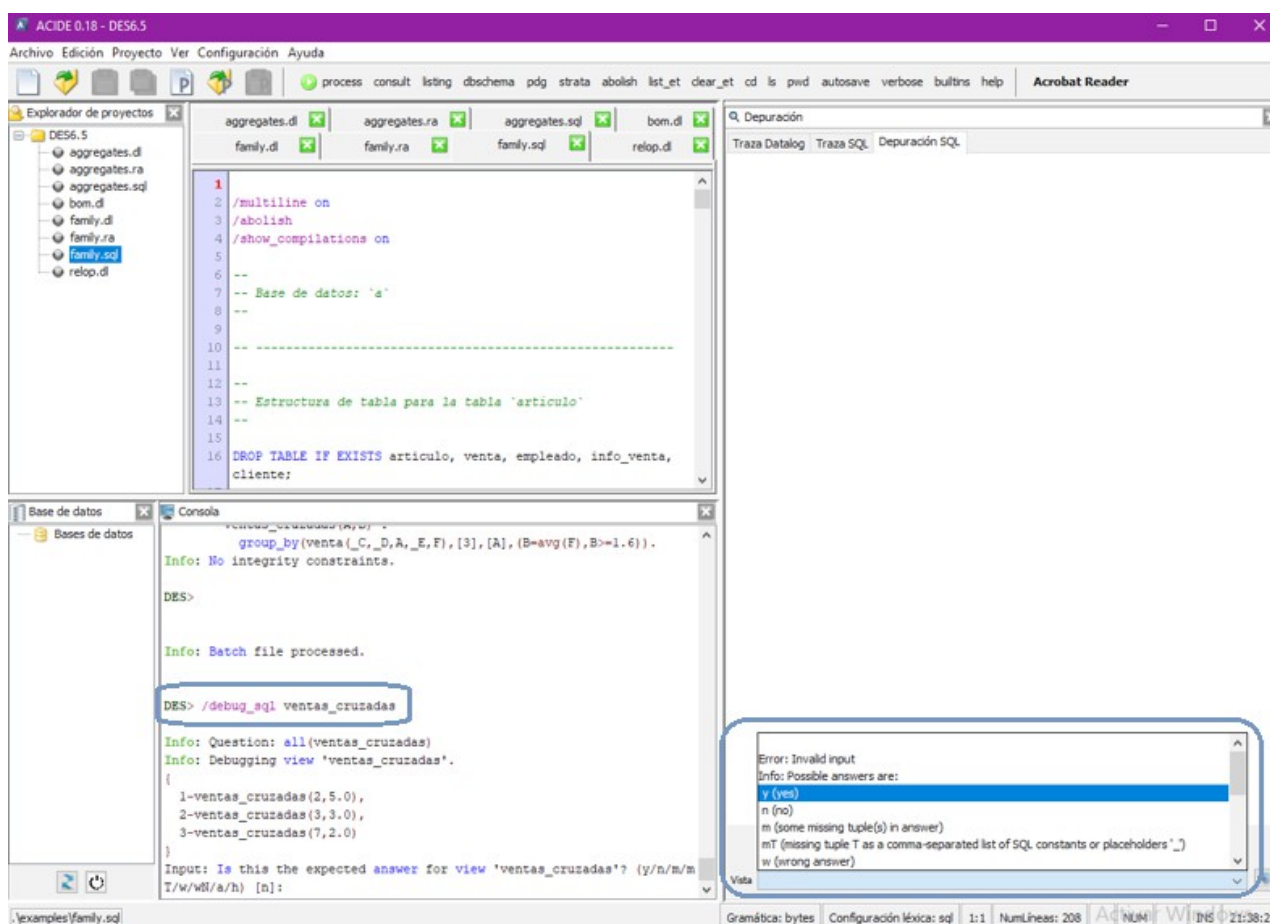 ACIDE 0.18 - DES6.5
Archivo Edición Proyecto Ver Configuración Ayuda
process consult listing dbschema pdg strata abolish list_et clear_et cd ls pwd autosave verbose builtins help Acrobat Reader
Explorador de proyectos
DES6.5
aggregates.dl
aggregates.ra
aggregates.sql
bom.dl
family.dl
family.ra
family.sql
relop.dl
aggregates.dl aggregates.ra aggregates.sql bom.dl
family.dl family.ra family.sql relop.dl
1
2 /multiline on
3 /abolish
4 /show_compilations on
5
6 --
7 -- Base de datos: `a`
8 --
9
10 -- --------------------------------------------------------
11
12 --
13 -- Estructura de tabla para la tabla `articulo`
14 --
15
16 DROP TABLE IF EXISTS articulo, venta, empleado, info_venta,
cliente;
Depuración
Traza Datalog Traza SQL Depuración SQL
Base de datos
Bases de datos
Consola
ventas_cruzadas(A,B) :-
group_by(venta(_C,_D,A,_E,F),[3],[A],(B=avg(F),B>=1.6)).
Info: No integrity constraints.
DES>
Info: Batch file processed.
DES> /debug_sql ventas_cruzadas
Info: Question: all(ventas_cruzadas)
Info: Debugging view 'ventas_cruzadas'.
{
1-ventas_cruzadas(2,5.0),
2-ventas_cruzadas(3,3.0),
3-ventas_cruzadas(7,2.0)
}
Input: Is this the expected answer for view 'ventas_cruzadas'? (y/n/m/m
T/w/wN/a/h) [n]:
Error: Invalid input
Info: Possible answers are:
y (yes)
n (no)
m (some missing tuple(s) in answer)
mT (missing tuple T as a comma-separated list of SQL constants or placeholders '_')
w (wrong answer)
Vista
.\examples\family.sql
Gramática: bytes Configuración léxica: sql 1:1 NumLíneas: 208 NUM INS 21:38:2